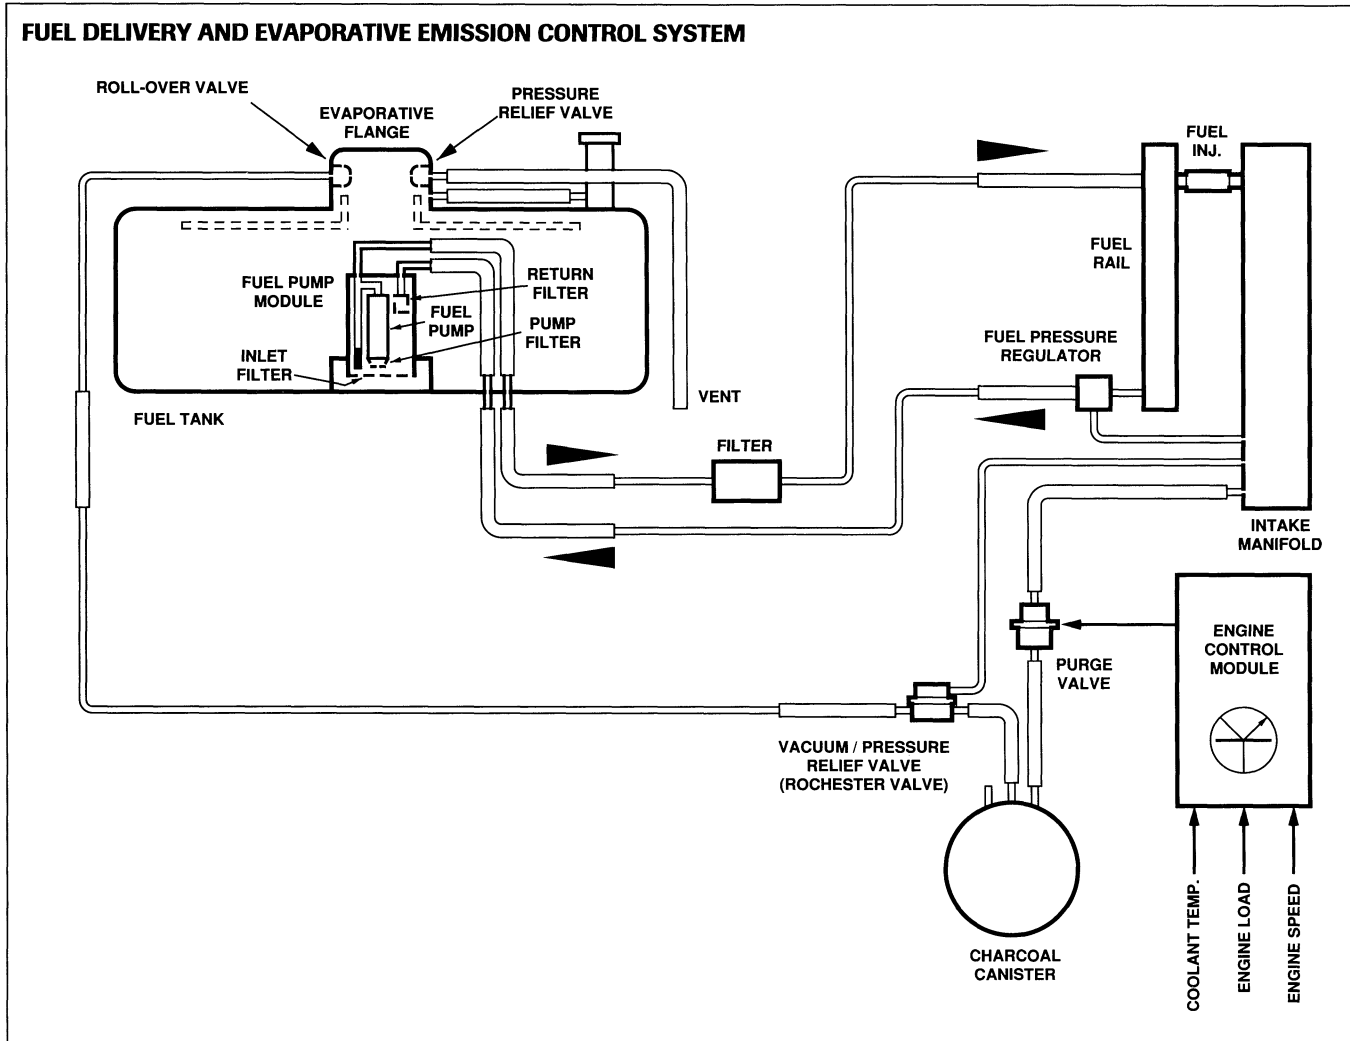 FUEL DELIVERY AND EVAPORATIVE EMISSION CONTROL SYSTEM
ROLL-OVER VALVE
EVAPORATIVE
FLANGE
PRESSURE
RELIEF VALVE
FUEL
INJ.
FUEL
RAIL
FUEL PUMP
MODULE
RETURN
FILTER
FUEL
PUMP
PUMP
FILTER
INLET
FILTER
FUEL TANK
VENT
FUEL PRESSURE
REGULATOR
FILTER
INTAKE
MANIFOLD
ENGINE
CONTROL
MODULE
PURGE
VALVE
VACUUM / PRESSURE
RELIEF VALVE
(ROCHESTER VALVE)
CHARCOAL
CANISTER
COOLANT TEMP.
ENGINE LOAD
ENGINE SPEED